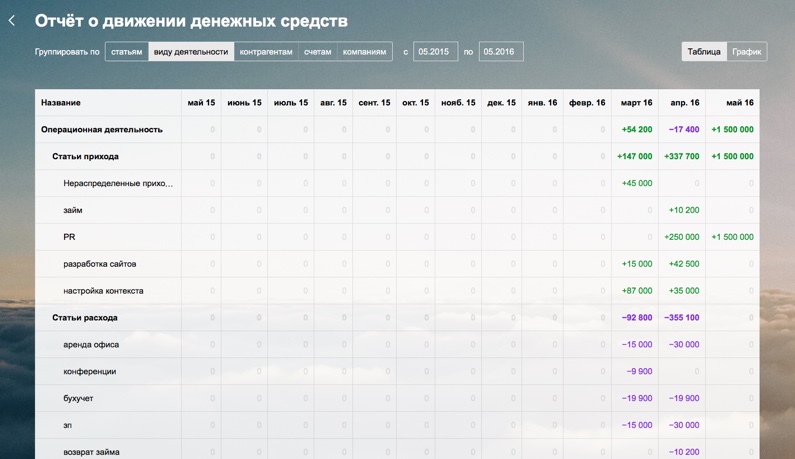 Отчёт о движении денежных средств
Группировать по статьям виду деятельности контрагентам счетам компаниям с 05.2015 по 05.2016 Таблица График
Название май 15 июнь 15 июль 15 авг. 15 сент. 15 окт. 15 нояб. 15 дек. 15 янв. 16 февр. 16 март 16 апр. 16 май 16
Операционная деятельность 0 0 0 0 0 0 0 0 0 0 +54 200 −17 400 +1 500 000
Статьи прихода 0 0 0 0 0 0 0 0 0 0 +147 000 +337 700 +1 500 000
Нераспределенные прихо... 0 0 0 0 0 0 0 0 0 0 +45 000 0 0
займ 0 0 0 0 0 0 0 0 0 0 0 +10 200 0
PR 0 0 0 0 0 0 0 0 0 0 0 +250 000 +1 500 000
разработка сайтов 0 0 0 0 0 0 0 0 0 0 +15 000 +42 500 0
настройка контекста 0 0 0 0 0 0 0 0 0 0 +87 000 +35 000 0
Статьи расхода 0 0 0 0 0 0 0 0 0 0 −92 800 −355 100 0
аренда офиса 0 0 0 0 0 0 0 0 0 0 −15 000 −30 000 0
конференции 0 0 0 0 0 0 0 0 0 0 −9 900 0 0
бухучет 0 0 0 0 0 0 0 0 0 0 −19 900 −19 900 0
зп 0 0 0 0 0 0 0 0 0 0 −15 000 −30 000 0
возврат займа 0 0 0 0 0 0 0 0 0 0 0 −10 200 0